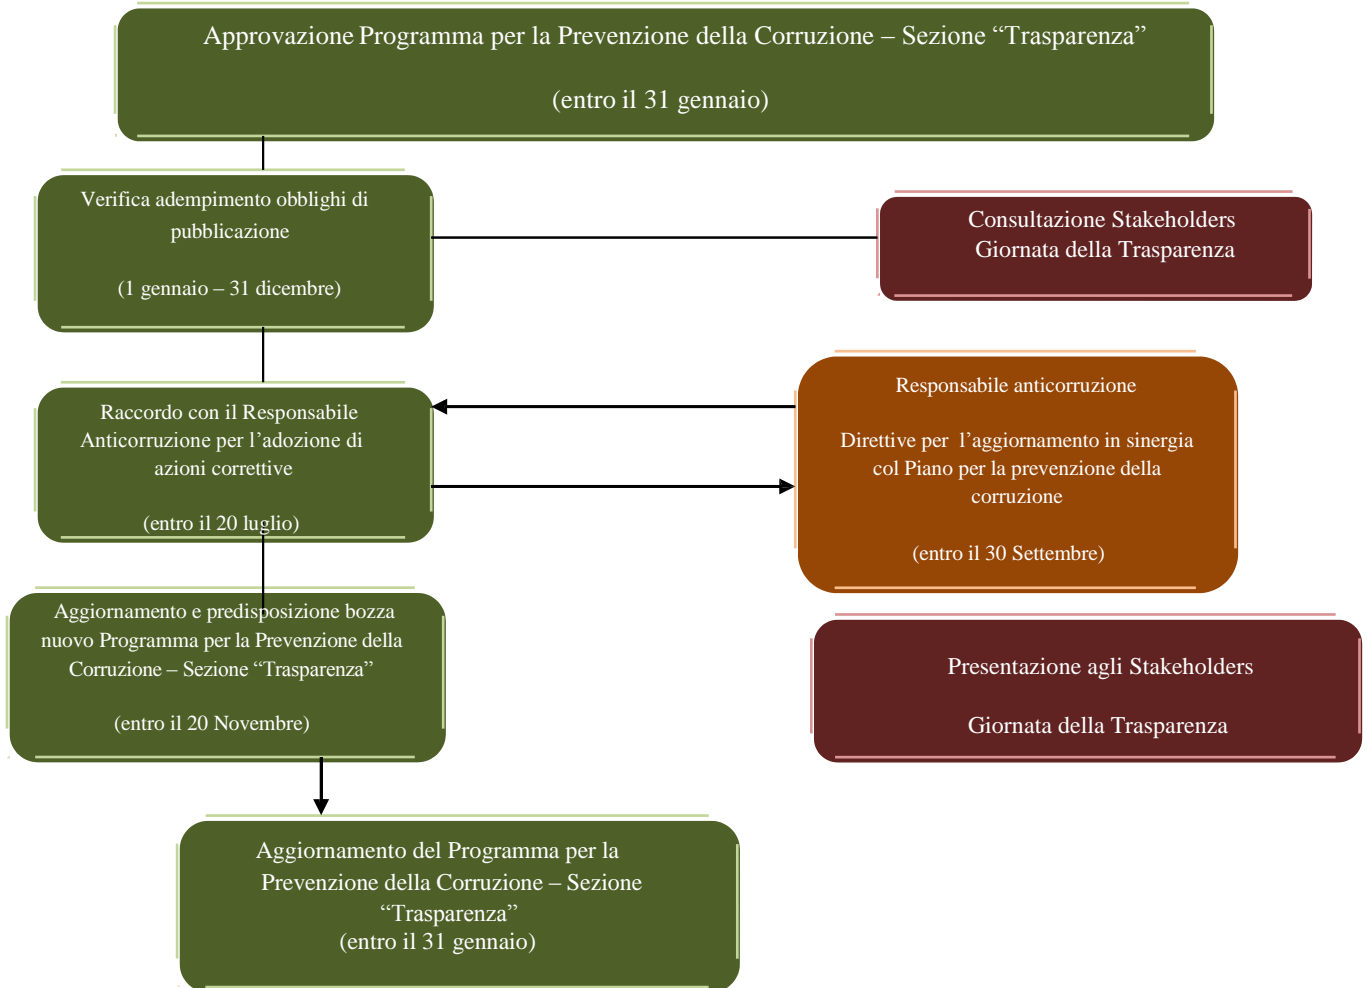 Approvazione Programma per la Prevenzione della Corruzione – Sezione “Trasparenza”
(entro il 31 gennaio)
Verifica adempimento obblighi di
pubblicazione
(1 gennaio – 31 dicembre)
Consultazione Stakeholders
Giornata della Trasparenza
Raccordo con il Responsabile
Anticorruzione per l’adozione di
azioni correttive
(entro il 20 luglio)
Responsabile anticorruzione
Direttive per l’aggiornamento in sinergia
col Piano per la prevenzione della
corruzione
(entro il 30 Settembre)
Aggiornamento e predisposizione bozza
nuovo Programma per la Prevenzione della
Corruzione – Sezione “Trasparenza”
(entro il 20 Novembre)
Presentazione agli Stakeholders
Giornata della Trasparenza
Aggiornamento del Programma per la
Prevenzione della Corruzione – Sezione
“Trasparenza”
(entro il 31 gennaio)